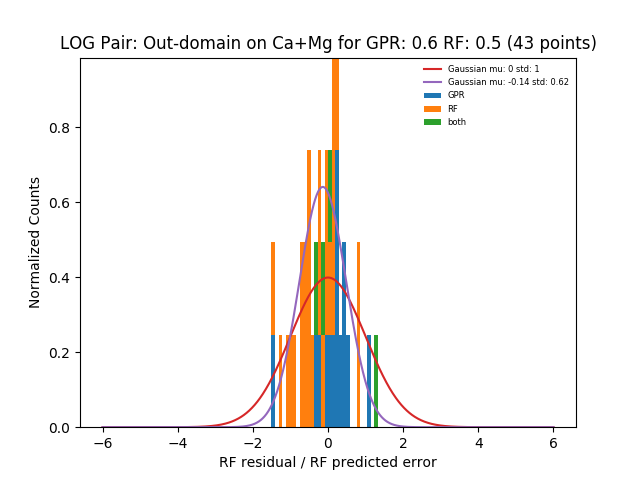 LOG Pair: Out-domain on Ca+Mg for GPR: 0.6 RF: 0.5 (43 points)
Gaussian mu: 0 std: 1
Gaussian mu: -0.14 std: 0.62
GPR
RF
both
0.8
0.6
0.4
0.2
0.0
Normalized Counts
−6
−4
−2
0
2
4
6
RF residual / RF predicted error